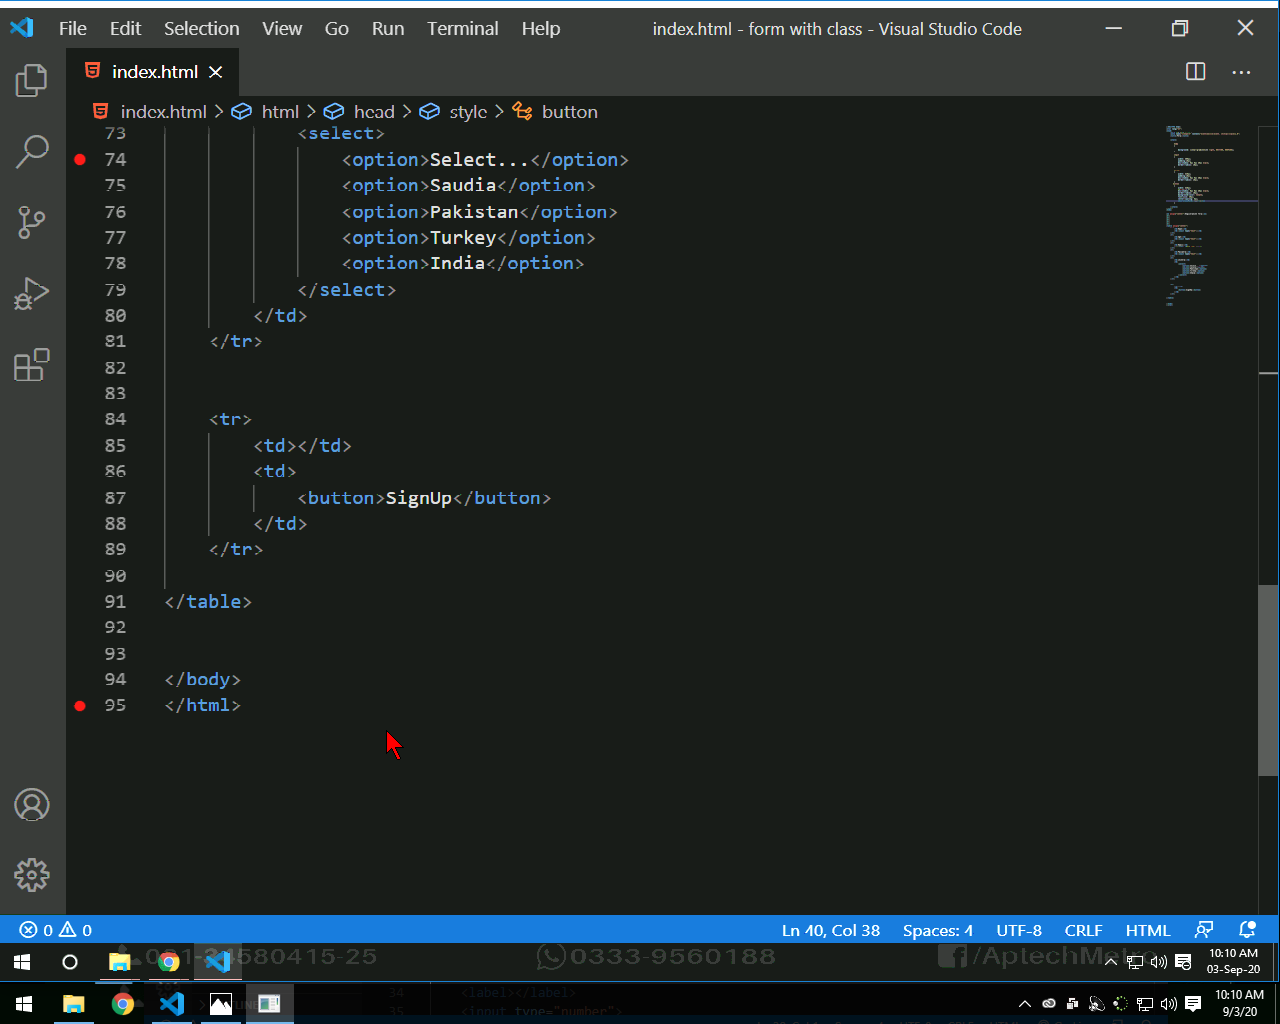 File Edit Selection View Go Run Terminal Help index.html - form with class - Visual Studio Code
index.html
index.html > html > head > style > button
73 <select>
74 <option>Select...</option>
75 <option>Saudia</option>
76 <option>Pakistan</option>
77 <option>Turkey</option>
78 <option>India</option>
79 </select>
80 </td>
81 </tr>
82
83
84 <tr>
85 <td></td>
86 <td>
87 <button>SignUp</button>
88 </td>
89 </tr>
90
91 </table>
92
93
94 </body>
95 </html>
0 0 Ln 40, Col 38 Spaces: 4 UTF-8 CRLF HTML
0333-9560188
10:10 AM
03-Sep-20
34 <label></label>
35 <input type="number">
10:10 AM
9/3/20